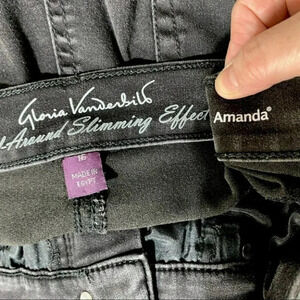 Gloria Vanderbilt
Around Slimming Effect
Amanda®
16
MADE IN
EGYPT